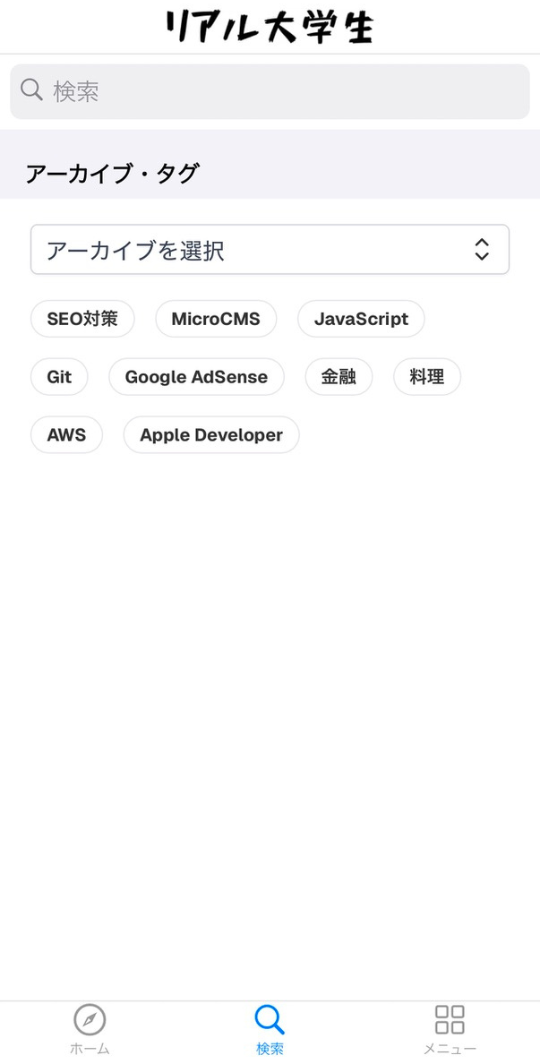 リアル大学生
検索
アーカイブ・タグ
アーカイブを選択
SEO対策 MicroCMS JavaScript
Git Google AdSense 金融 料理
AWS Apple Developer
ホーム 検索 メニュー